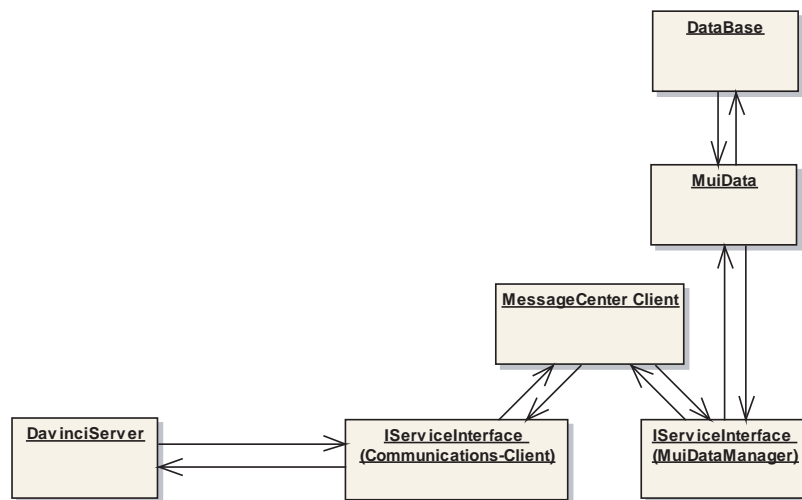 DataBase
MuiData
MessageCenter Client
DavinciServer
IServiceInterface
(Communications-Client)
IServiceInterface
(MuiDataManager)